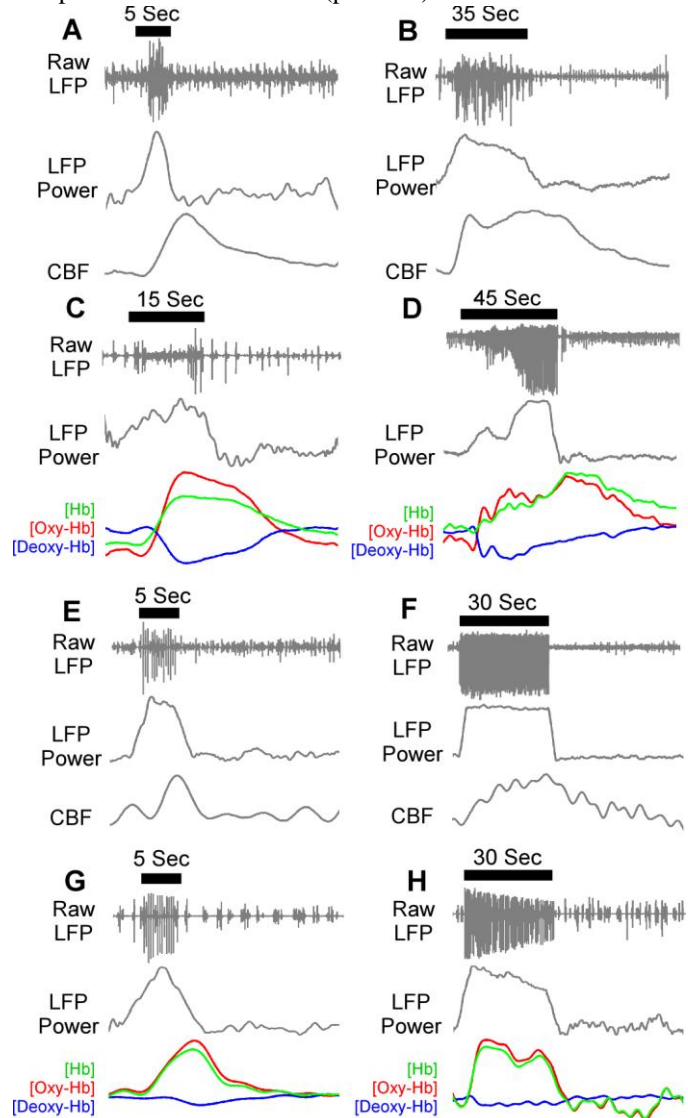 5 Sec
35 Sec
A
B
Raw
LFP
LFP
Power
CBF
15 Sec
45 Sec
C
D
Raw
LFP
Raw
LFP
LFP
Power
LFP
Power
[Hb]
[Oxy-Hb]
[Deoxy-Hb]
[Hb]
[Oxy-Hb]
[Deoxy-Hb]
5 Sec
30 Sec
E
F
Raw
LFP
Raw
LFP
LFP
Power
LFP
Power
CBF
CBF
5 Sec
30 Sec
G
H
Raw
LFP
Raw
LFP
LFP
Power
LFP
Power
[Hb]
[Oxy-Hb]
[Deoxy-Hb]
[Hb]
[Oxy-Hb]
[Deoxy-Hb]